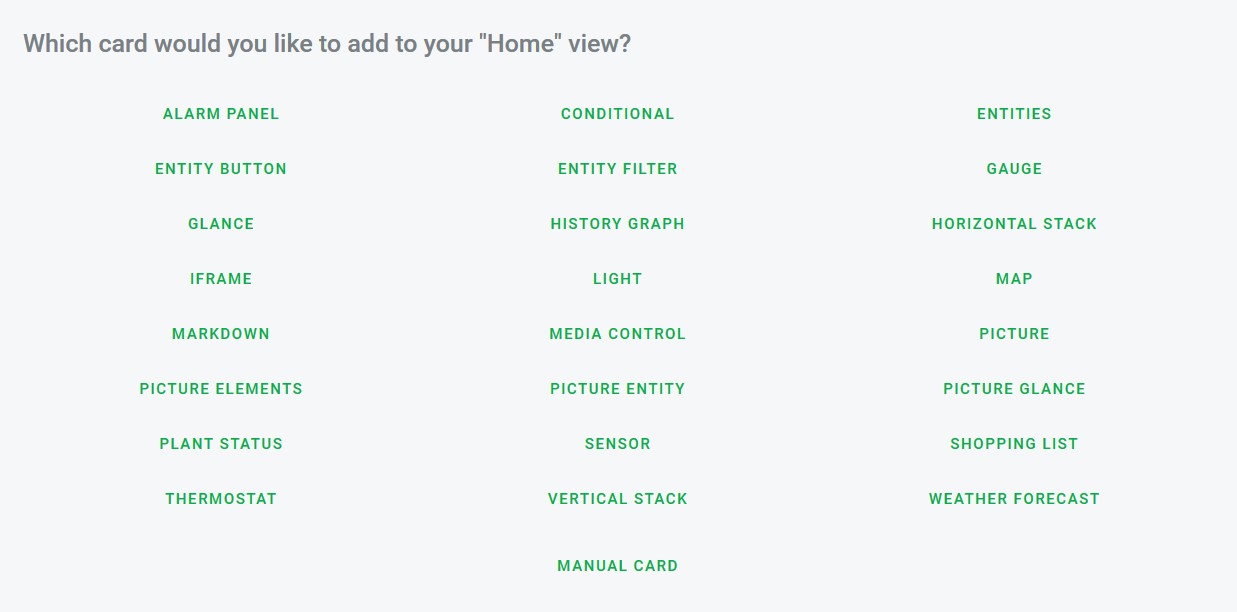 Which card would you like to add to your "Home" view?
ALARM PANEL CONDITIONAL ENTITIES
ENTITY BUTTON ENTITY FILTER GAUGE
GLANCE HISTORY GRAPH HORIZONTAL STACK
IFRAME LIGHT MAP
MARKDOWN MEDIA CONTROL PICTURE
PICTURE ELEMENTS PICTURE ENTITY PICTURE GLANCE
PLANT STATUS SENSOR SHOPPING LIST
THERMOSTAT VERTICAL STACK WEATHER FORECAST
MANUAL CARD